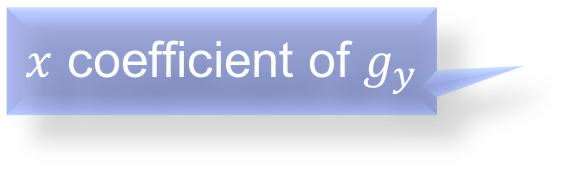 x coefficient of g_y